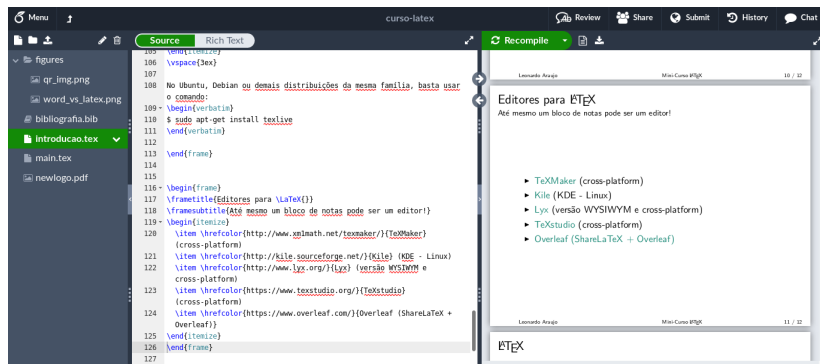 Menu
curso-latex
Review
Share
Submit
History
Chat
Source
Rich Text
Recompile
figures
qr_img.png
word_vs_latex.png
bibliografia.bib
introducao.tex
main.tex
newlogo.pdf
105 \end{itemize}
106 \vspace{3ex}
107
108 No Ubuntu, Debian ou demais distribuições da mesma família, basta usar
o comando:
109 \begin{verbatim}
110 $ sudo apt-get install texlive
111 \end{verbatim}
112
113 \end{frame}
114
115
116 \begin{frame}
117 \frametitle{Editores para \LaTeX{}}
118 \framesubtitle{Até mesmo um bloco de notas pode ser um editor!}
119 \begin{itemize}
120 \item \hrefcolor{http://www.xm1math.net/texmaker/}{TeXMaker}
(cross-platform)
121 \item \hrefcolor{http://kile.sourceforge.net/}{Kile} (KDE - Linux)
122 \item \hrefcolor{http://www.lyx.org/}{Lyx} (versão WYSIWYM e
cross-platform)
123 \item \hrefcolor{https://www.texstudio.org/}{TeXstudio}
(cross-platform)
124 \item \hrefcolor{https://www.overleaf.com/}{Overleaf (ShareLaTeX +
Overleaf)}
125 \end{itemize}
126 \end{frame}
127
Leonardo Araujo Mini-Curso LaTeX 10 / 12
Editores para LaTeX
Até mesmo um bloco de notas pode ser um editor!
► TeXMaker (cross-platform)
► Kile (KDE - Linux)
► Lyx (versão WYSIWYM e cross-platform)
► TeXstudio (cross-platform)
► Overleaf (ShareLaTeX + Overleaf)
Leonardo Araujo Mini-Curso LaTeX 11 / 12
LaTeX